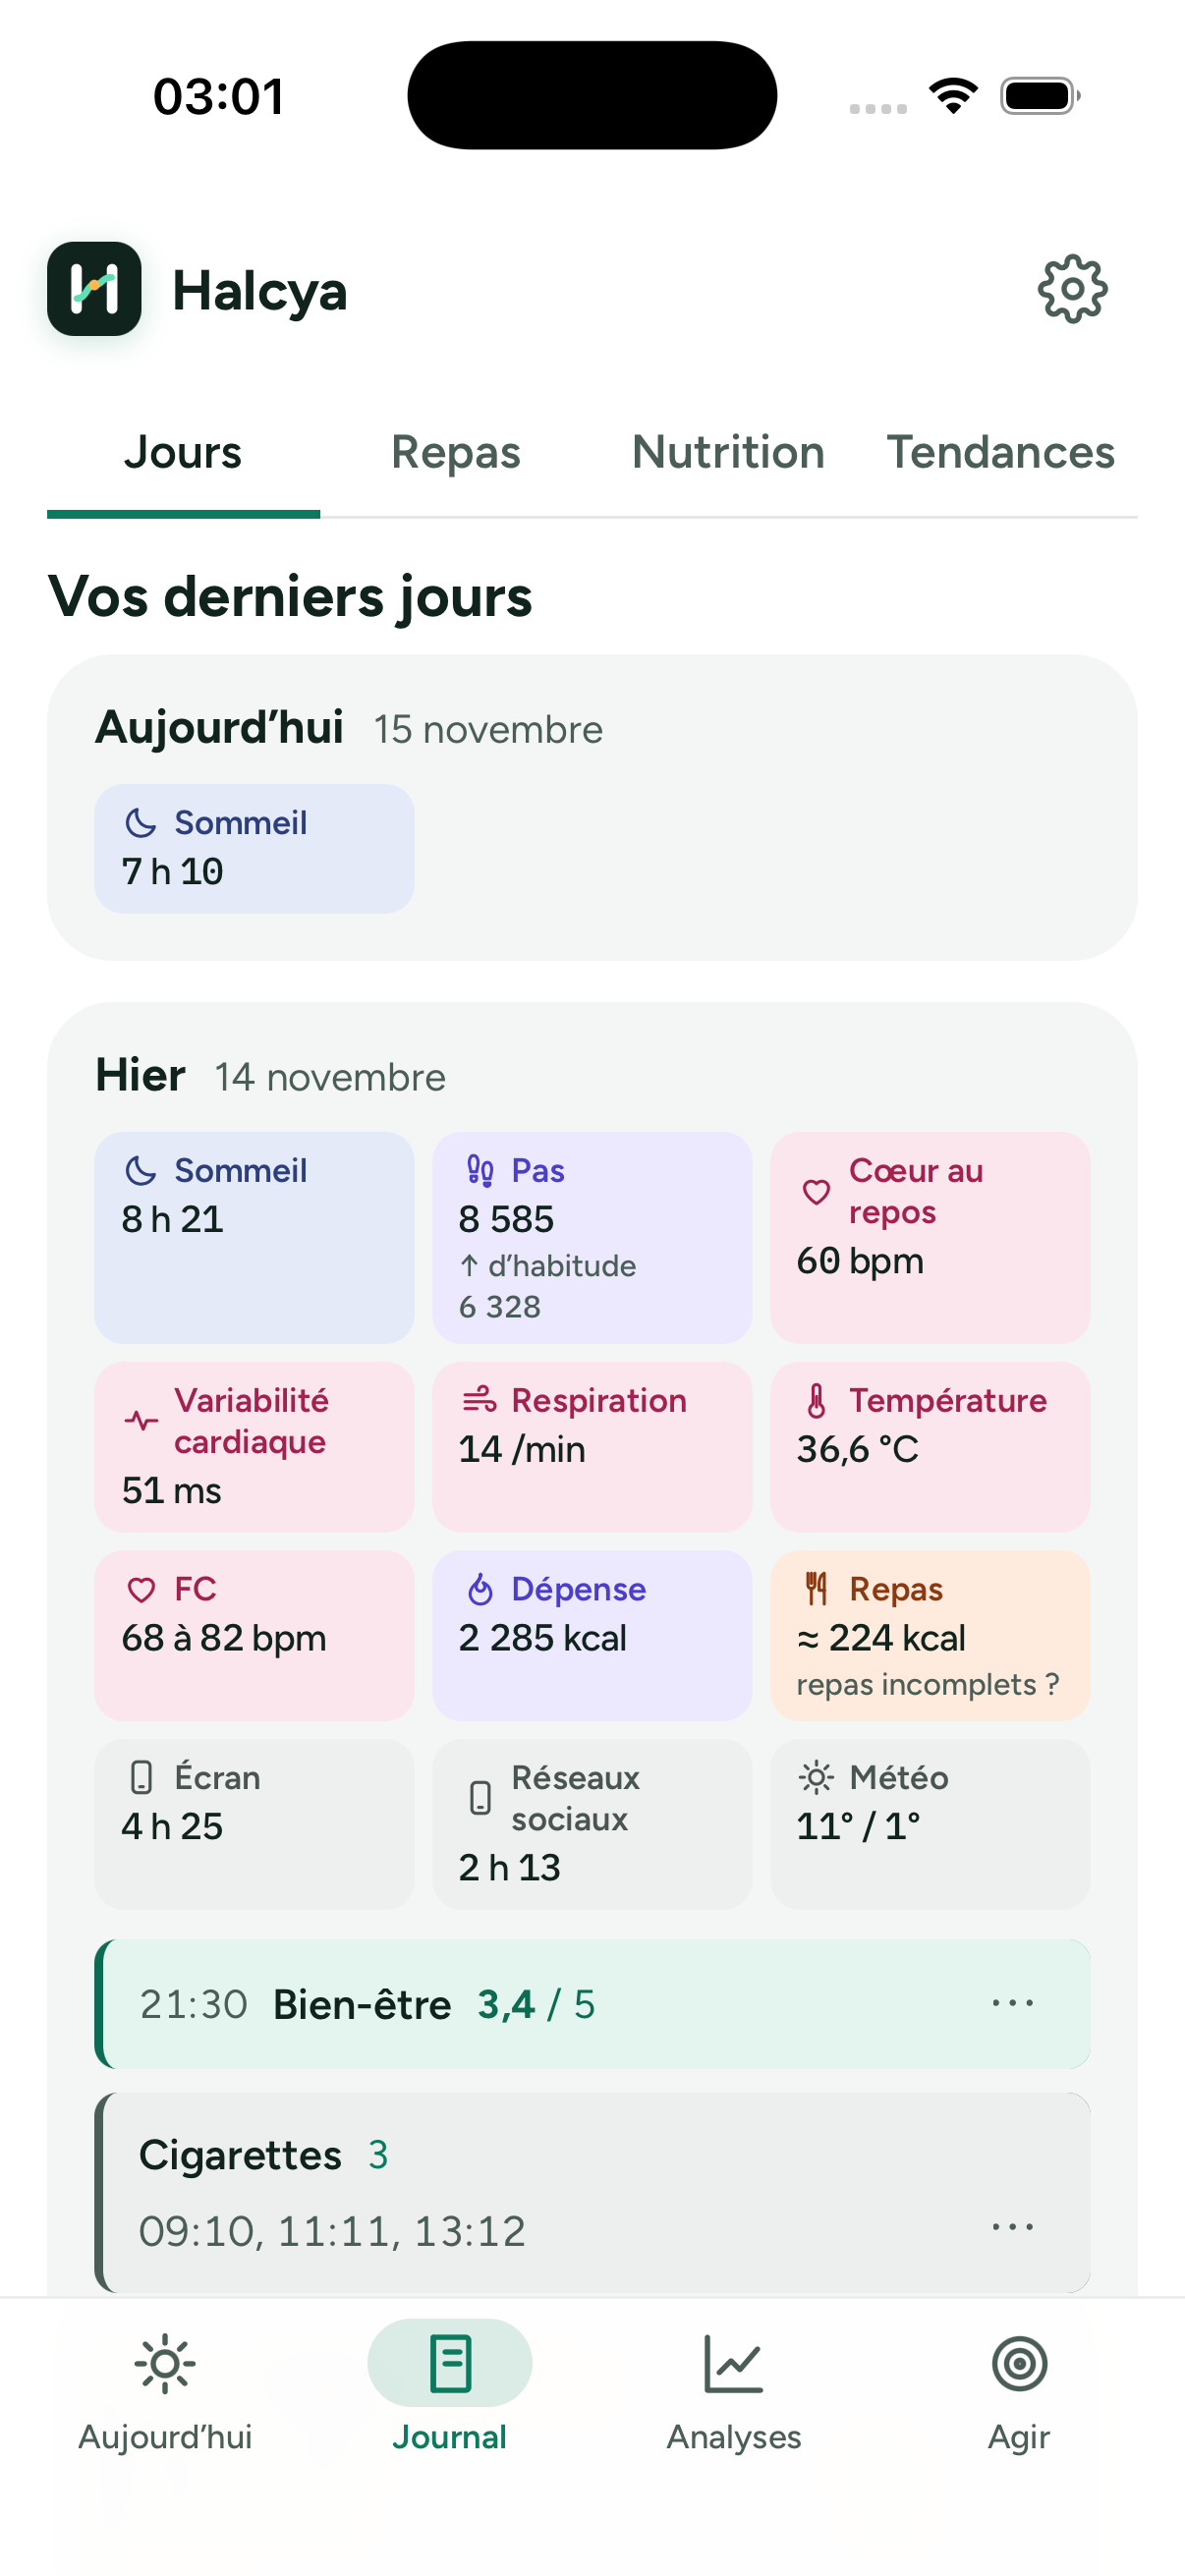 03:01
Halcya
Jours Repas Nutrition Tendances
Vos derniers jours
Aujourd’hui 15 novembre
Sommeil
7 h 10
Hier 14 novembre
Sommeil
8 h 21
Pas
8 585
↑ d’habitude
6 328
Cœur au
repos
60 bpm
Variabilité
cardiaque
51 ms
Respiration
14 /min
Température
36,6 °C
FC
68 à 82 bpm
Dépense
2 285 kcal
Repas
≈ 224 kcal
repas incomplets ?
Écran
4 h 25
Réseaux
sociaux
2 h 13
Météo
11° / 1°
21:30 Bien-être 3,4 / 5
Cigarettes 3
09:10, 11:11, 13:12
Aujourd’hui Journal Analyses Agir